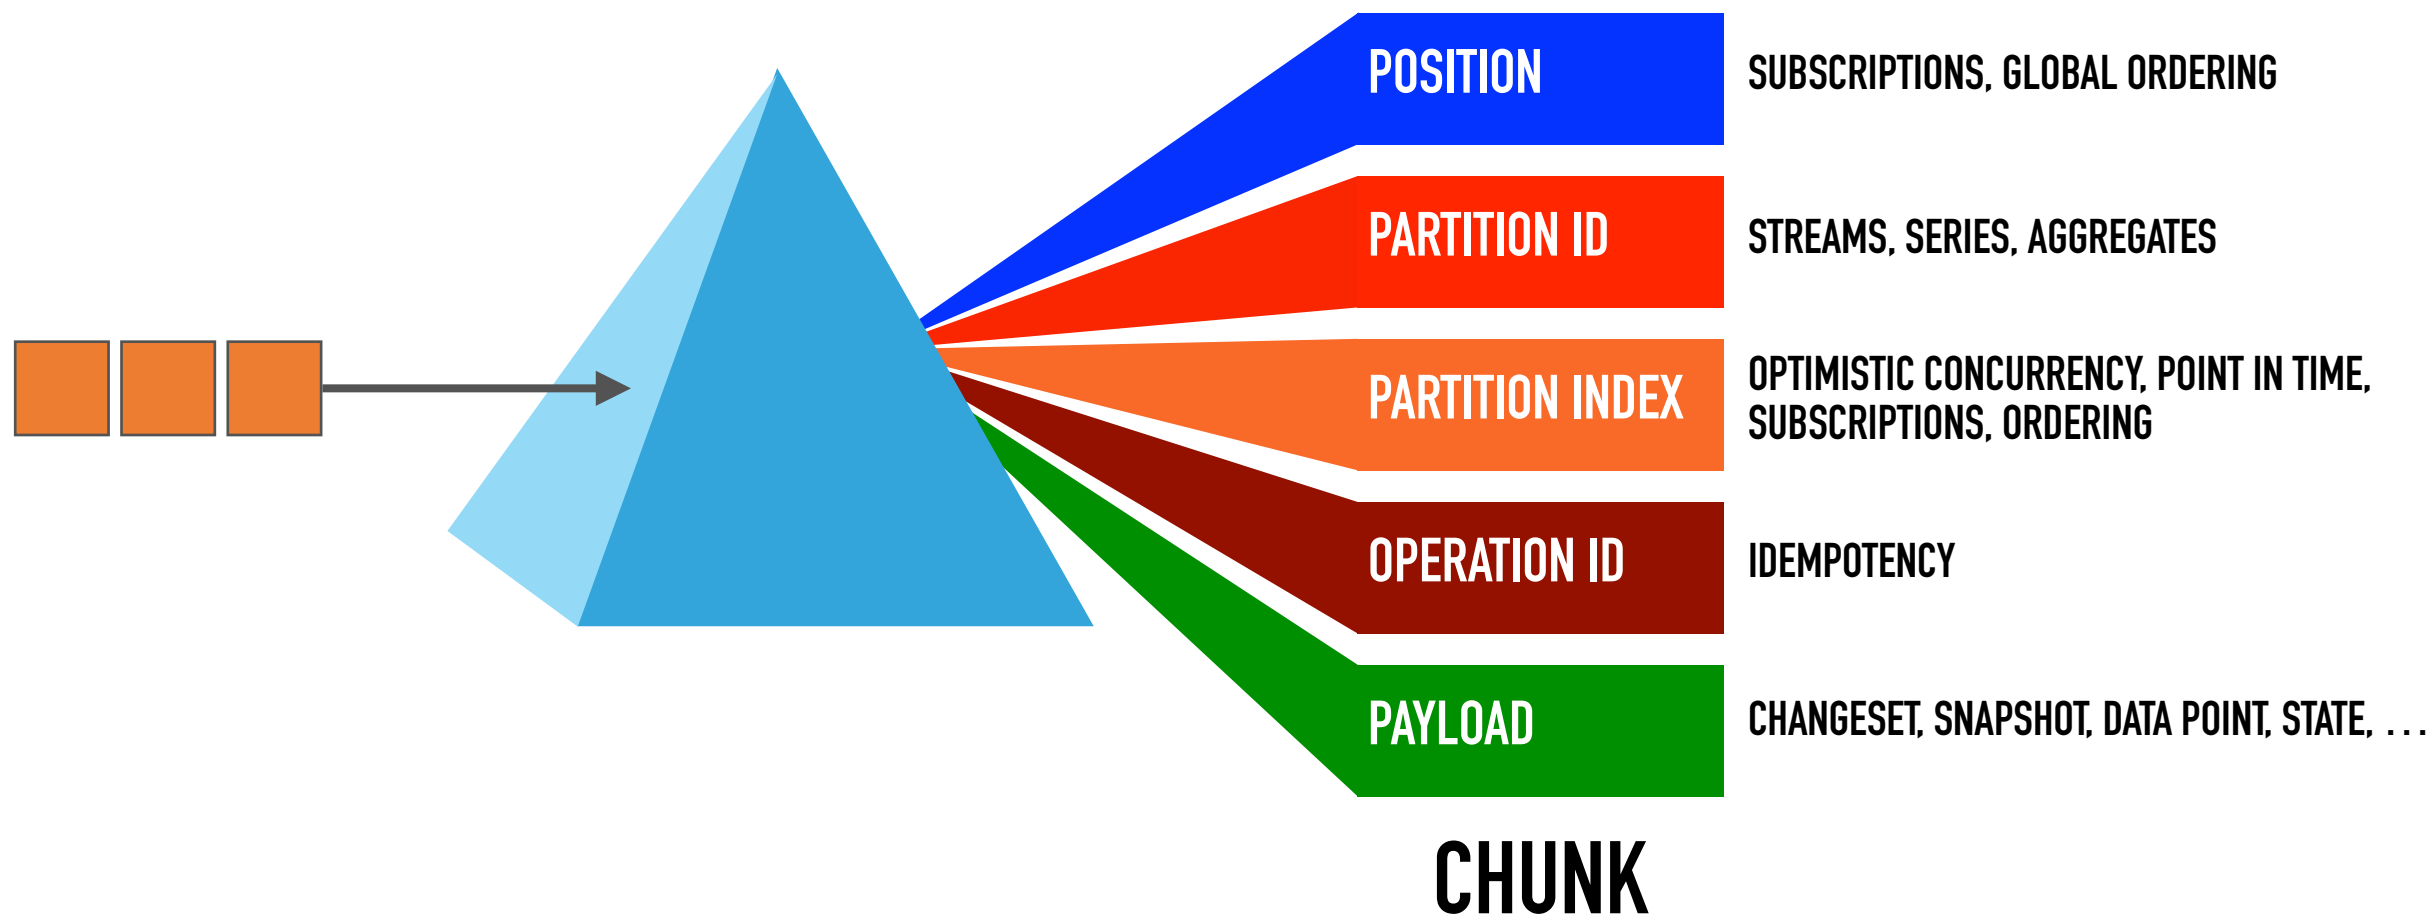 POSITION
SUBSCRIPTIONS, GLOBAL ORDERING
PARTITION ID
STREAMS, SERIES, AGGREGATES
PARTITION INDEX
OPTIMISTIC CONCURRENCY, POINT IN TIME,
SUBSCRIPTIONS, ORDERING
OPERATION ID
IDEMPOTENCY
PAYLOAD
CHANGESET, SNAPSHOT, DATA POINT, STATE, ...
CHUNK